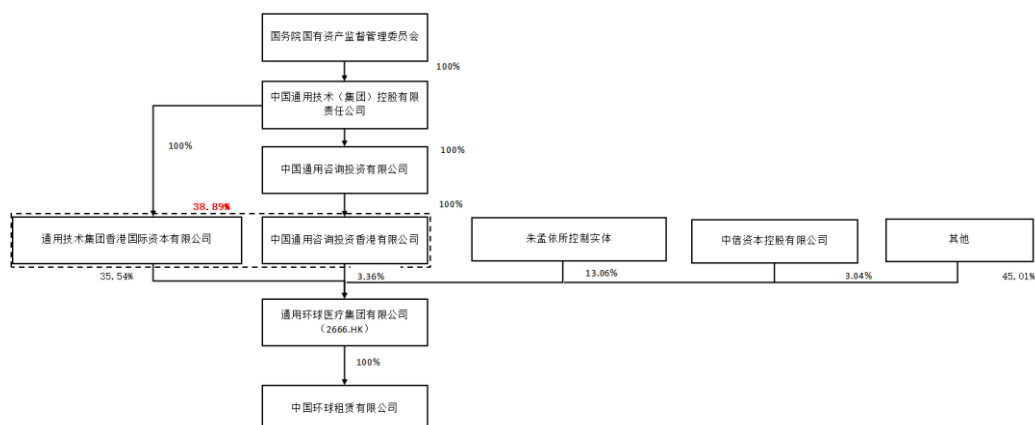 国务院国有资产监督管理委员会
100%
中国通用技术（集团）控股有限
责任公司
100%
100%
中国通用咨询投资有限公司
38.89%
100%
通用技术集团香港国际资本有限公司
中国通用咨询投资香港有限公司
朱孟依所控制实体
中信资本控股有限公司
其他
35.54%
3.36%
13.06%
3.04%
45.01%
通用环球医疗集团有限公司
（2666.HK）
100%
中国环球租赁有限公司